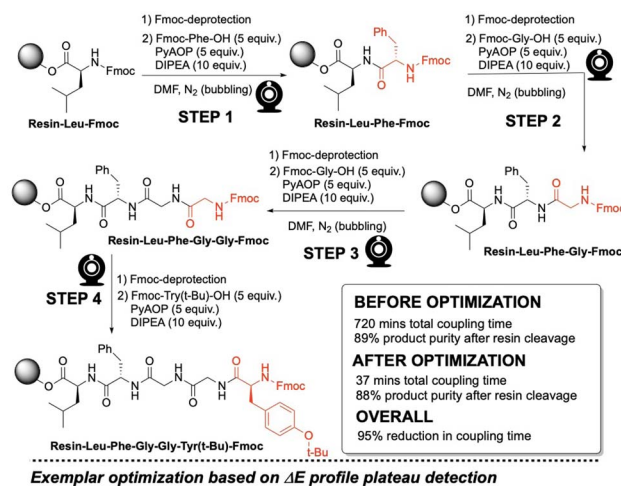 1) Fmoc-deprotection
2) Fmoc-Phe-OH (5 equiv.)
PyAOP (5 equiv.)
DIPEA (10 equiv.)
DMF, N2 (bubbling)
STEP 1
O
O
H
N
Fmoc
Resin-Leu-Fmoc
Ph
O
O
H
N
O
N
H
Fmoc
Resin-Leu-Phe-Fmoc
1) Fmoc-deprotection
2) Fmoc-Gly-OH (5 equiv.)
PyAOP (5 equiv.)
DIPEA (10 equiv.)
DMF, N2 (bubbling)
STEP 2
Ph
O
O
H
N
O
N
H
O
H
N
Fmoc
Resin-Leu-Phe-Gly-Fmoc
1) Fmoc-deprotection
2) Fmoc-Gly-OH (5 equiv.)
PyAOP (5 equiv.)
DIPEA (10 equiv.)
DMF, N2 (bubbling)
STEP 3
Ph
O
O
H
N
O
N
H
O
H
N
O
N
H
Fmoc
Resin-Leu-Phe-Gly-Gly-Fmoc
STEP 4
1) Fmoc-deprotection
2) Fmoc-Try(t-Bu)-OH (5 equiv.)
PyAOP (5 equiv.)
DIPEA (10 equiv.)
Ph
O
O
H
N
O
N
H
O
H
N
O
N
H
O
H
N
Fmoc
O
t-Bu
Resin-Leu-Phe-Gly-Gly-Tyr(t-Bu)-Fmoc
BEFORE OPTIMIZATION
720 mins total coupling time
89% product purity after resin cleavage
AFTER OPTIMIZATION
37 mins total coupling time
88% product purity after resin cleavage
OVERALL
95% reduction in coupling time
Exemplar optimization based on ΔE profile plateau detection